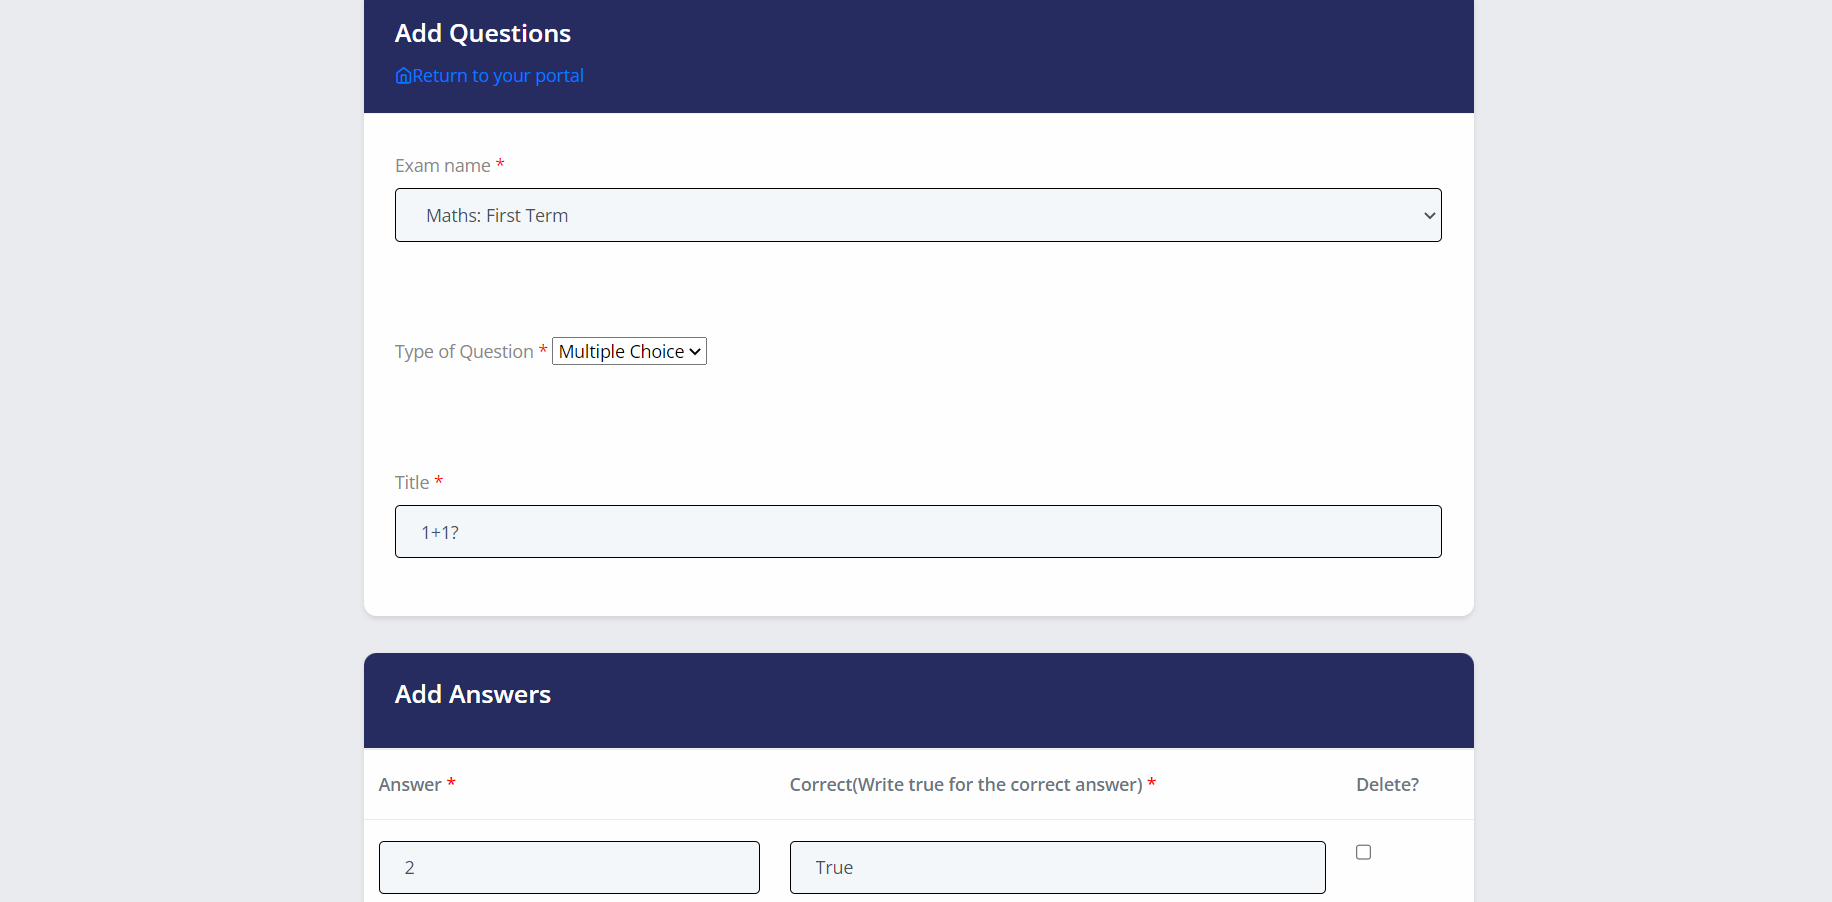 Add Questions
Return to your portal
Exam name *
Maths: First Term
Type of Question * Multiple Choice
Title *
1+1?
Add Answers
Answer * Correct(Write true for the correct answer) * Delete?
2 True